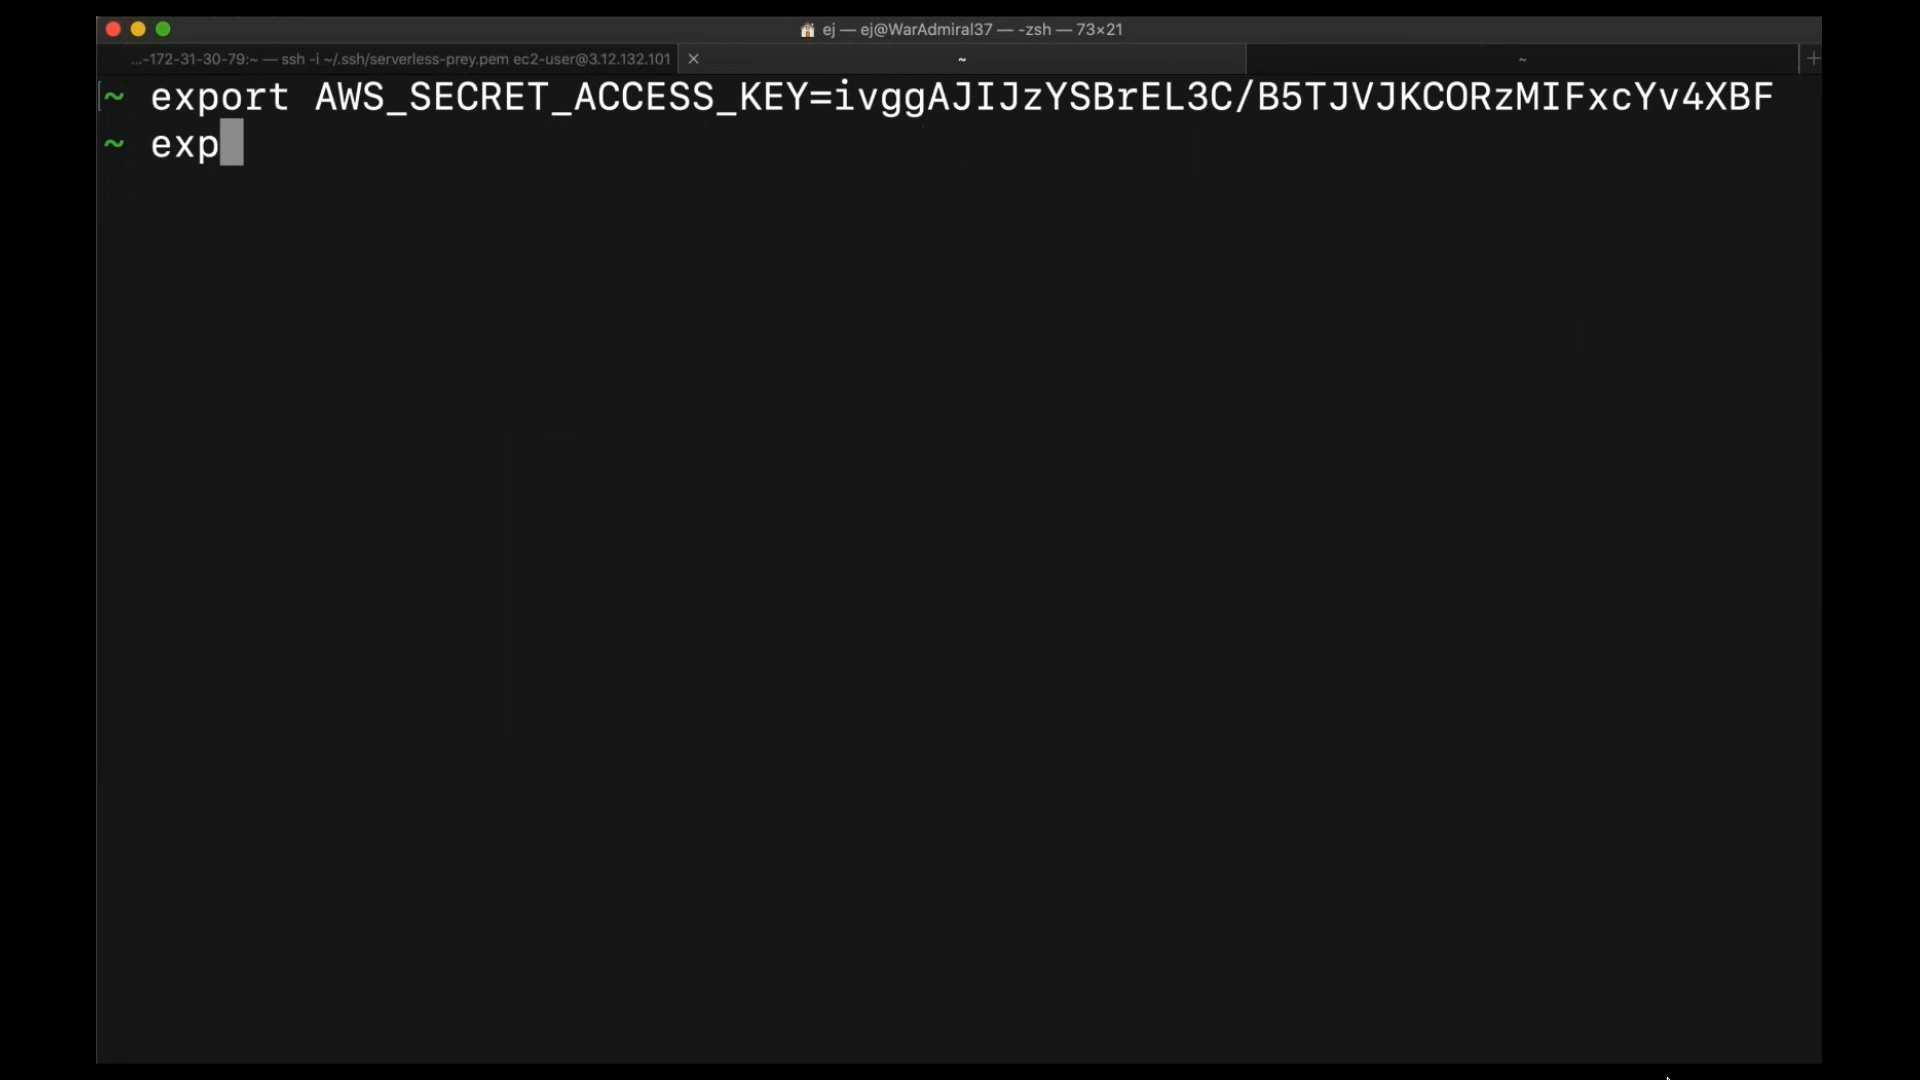 ej — ej@WarAdmiral37 — -zsh — 73×21
...-172-31-30-79:~ — ssh -i ~/.ssh/serverless-prey.pem ec2-user@3.12.132.101 ~ ~
~ export AWS_SECRET_ACCESS_KEY=ivggAJIJzYSBrEL3C/B5TJVJKCORzMIFxcYv4XBF
~ exp